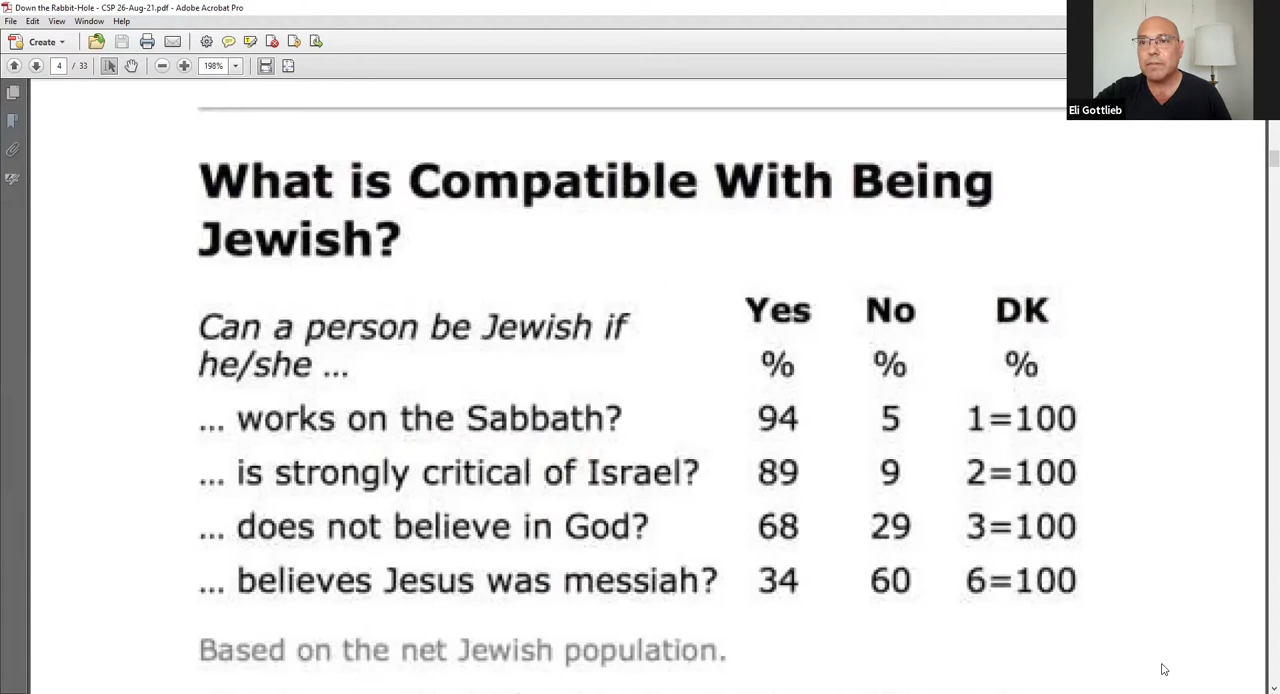 Down the Rabbit-Hole - CSP 26-Aug-21.pdf - Adobe Acrobat Pro
File Edit View Window Help
Create
4 / 33 198%
Eli Gottlieb
What is Compatible With Being
Jewish?
Can a person be Jewish if
he/she ...
Yes No DK
% % %
... works on the Sabbath? 94 5 1=100
... is strongly critical of Israel? 89 9 2=100
... does not believe in God? 68 29 3=100
... believes Jesus was messiah? 34 60 6=100
Based on the net Jewish population.